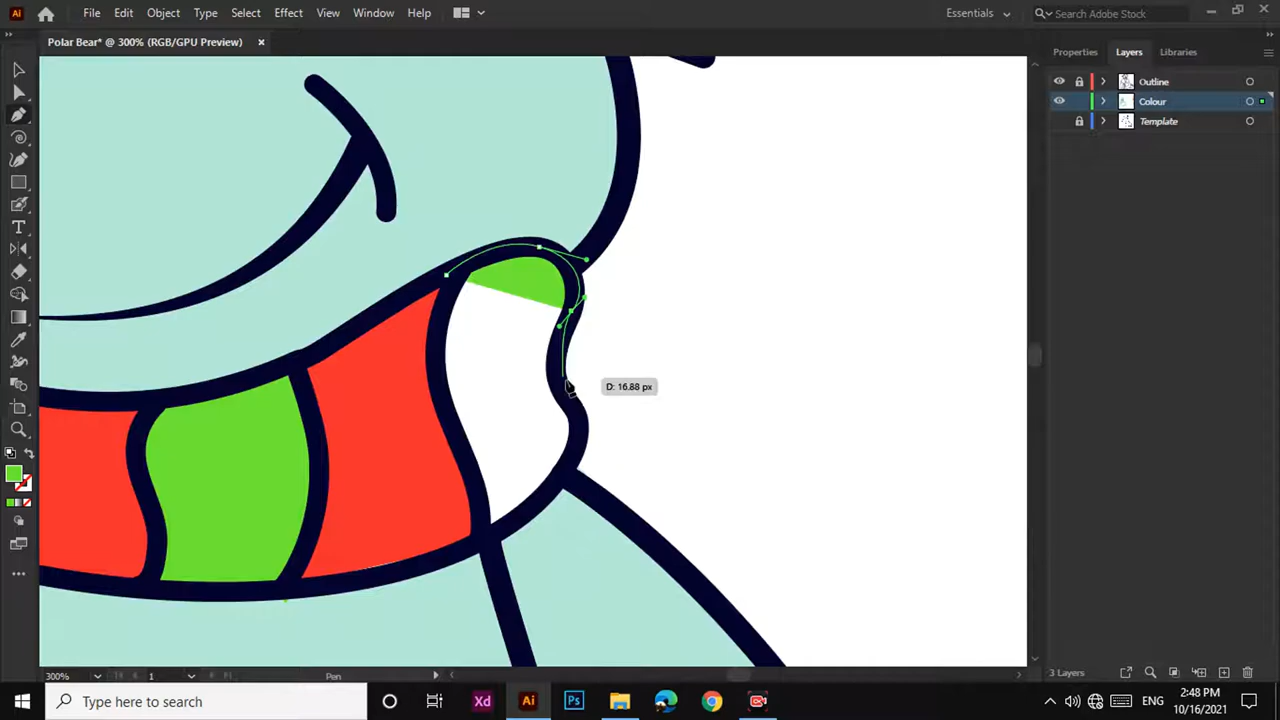 Ai File Edit Object Type Select Effect View Window Help Essentials Search Adobe Stock
Polar Bear* @ 300% (RGB/GPU Preview) ×
Properties Layers Libraries
Outline
Colour
Template
T
D: 16.88 px
300% 1 Pen 3 Layers
Type here to search Xd Ai Ps ENG 2:48 PM 10/16/2021